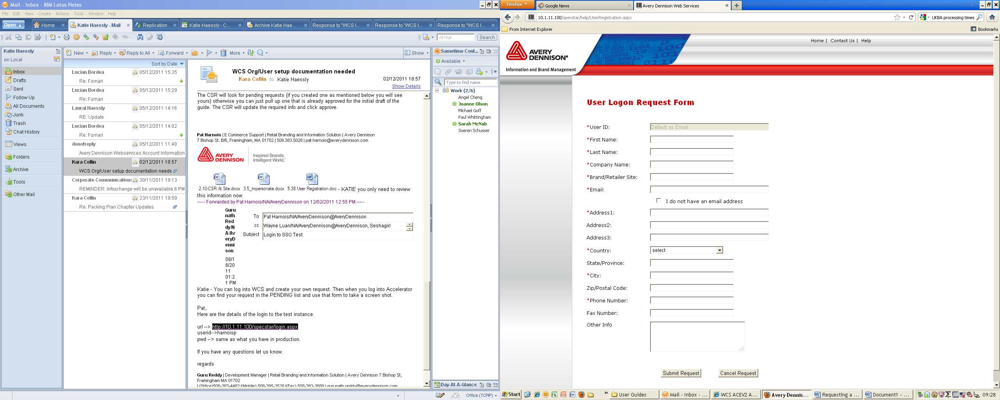 Mail - Inbox - IBM Lotus Notes
File Edit View Create Actions Tools Window Help
Open Home Katie Haessly - Mail Replication Katie Haessly - C... Archive Katie Hae... Response to "WCS I... Response to "WCS I... Response to "WCS I...
All Mail Search
Katie Haessly
on Local
Inbox
Drafts
Sent
Follow Up
All Documents
Junk
Trash
Chat History
Views
Folders
Archive
Tools
Other Mail
New Reply Reply to All Forward More Show
Sort by Date
Lucian Bordea 05/12/2011 15:35
Re: Fornari
Lucian Bordea 05/12/2011 15:29
Re: Fornari
Laural Haessly 05/12/2011 14:16
RE: Update
Lucian Bordea 05/12/2011 14:02
Re: Fornari
donotreply 05/12/2011 11:48
Avery Dennison Webservices Account Information
Kara Collin 02/12/2011 18:57
WCS Org/User setup documentation neede
Corporate Communications 30/11/2011 19:13
REMINDER: Infoxchange will be unavailable 6 PM
Kara Collin 23/11/2011 19:59
Re: Packing Plan Chapter Updates
WCS Org/User setup documentation needed
Kara Collin to: Katie Haessly 02/12/2011 18:57
Show Details
The CSR will look for pending requests (if you created one as mentioned below you will see
yours) otherwise you can just pull up one that is already approved for the initial draft of the
guide. The CSR will update the required info and click approve.
Pat Harnois | E Commerce Support | Retail Branding and Information Solution | Avery Dennison
7 Bishop St. B/6, Framingham, MA 01702 | 508.383.5028 | pat.harnois@averydennison.com
AVERY DENNISON
Inspired Brands.
Intelligent World.™
2.10-CSR At Site.docx 3.5_Impersonate.docx 5.38 User Registration.doc - KATIE you only need to review
this information now.
----- Forwarded by Pat Harnois/NA/AveryDennison on 12/02/2011 12:55 PM -----
Guru
nath
Red
dy/N
A/Av
eryD
enni
son
08/1
6/20
11
01:2
1 PM
To Pat Harnois/NA/AveryDennison@AveryDennison
cc Wayne Luan/NA/AveryDennison@AveryDennison, Seshagiri
Subject Login to SSO Test
Katie - You can log into WCS and create your own request. Then when you log into Accelerator
you can find your request in the PENDING list and use that form to take a screen shot.
Pat,
Here are the details of the login to the test instance.
url --> http://10.1.11.100/specstar/login.aspx
userid-->harnoisp
pwd --> same as what you have in production.
If you have any questions let us know.
regards
Guru Reddy | Development Manager | Retail Branding and Information Solution | Avery Dennison 7 Bishop St,
Framingham MA 01702
| (Office)508-383-4482 |(Mobile) 508-395-3528 |(Fax) 508-383-3888 | gurunath.reddy@averydennison.com
Sametime Cont...
Available
Type to find name
Work (2/6)
Angel Cheng
Joanne Olson
Michael Goff
Paul Whittingham
Sarah McNab
Soeren Schusser
Day-At-A-Glance
Office (TCPIP)
Firefox Google News Avery Dennison Web Services
10.1.11.100/specstar/help/UserRegistration.aspx UKBA processing times
From Internet Explorer Bookmarks
AVERY
DENNISON®
Information and Brand Management
Home | Contact Us | Help
User Logon Request Form
*User ID: Default as Email
*First Name:
*Last Name:
*Company Name:
*Brand/Retailer Site:
*Email:
I do not have an email address
*Address1:
Address2:
Address3:
*Country: select
State/Province:
*City:
Zip/Postal Code:
*Phone Number:
Fax Number:
Other Info
Submit Request Cancel Request
Start » User Guides Mail - Inbox - ... WCS ACEV2 A... Avery Dennis... Requesting a ... Document1 - ... 09:28